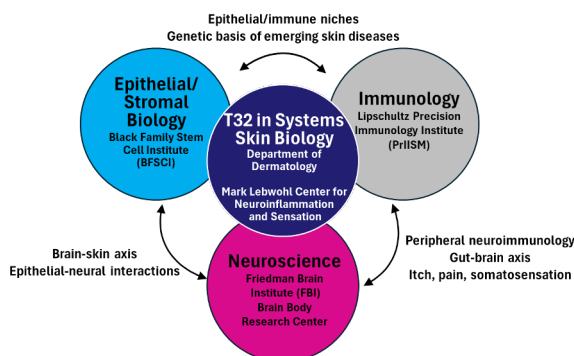 Epithelial/immune niches
Genetic basis of emerging skin diseases
Epithelial/
Stromal
Biology
Black Family Stem
Cell Institute
(BFSCI)
T32 in Systems
Skin Biology
Department of
Dermatology
Mark Lebwohl Center for
Neuroinflammation
and Sensation
Immunology
Lipschultz Precision
Immunology Institute
(PrIISM)
Brain-skin axis
Epithelial-neural interactions
Neuroscience
Friedman Brain
Institute (FBI)
Brain Body
Research Center
Peripheral neuroimmunology
Gut-brain axis
Itch, pain, somatosensation